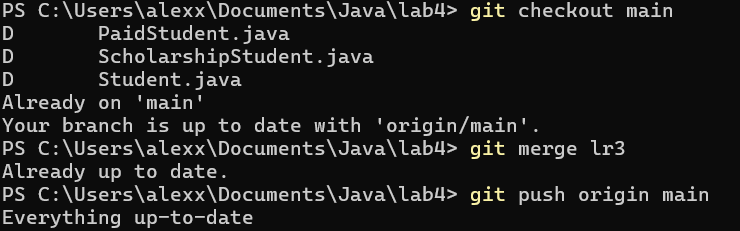 PS C:\Users\alexx\Documents\Java\lab4> git checkout main
D       PaidStudent.java
D       ScholarshipStudent.java
D       Student.java
Already on 'main'
Your branch is up to date with 'origin/main'.
PS C:\Users\alexx\Documents\Java\lab4> git merge lr3
Already up to date.
PS C:\Users\alexx\Documents\Java\lab4> git push origin main
Everything up-to-date